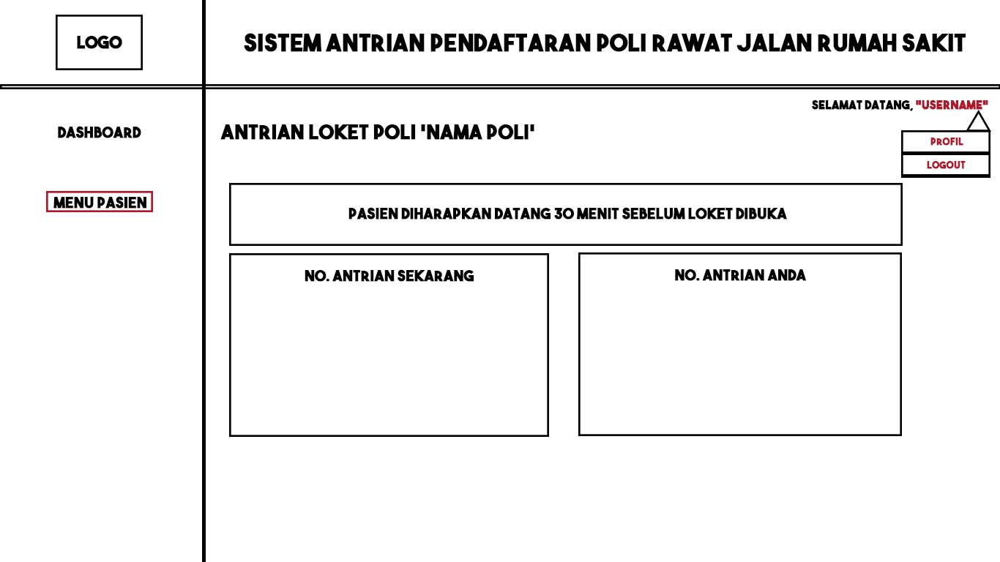 LOGO
SISTEM ANTRIAN PENDAFTARAN POLI RAWAT JALAN RUMAH SAKIT
SELAMAT DATANG, "USERNAME"
PROFIL
LOGOUT
DASHBOARD
MENU PASIEN
ANTRIAN LOKET POLI 'NAMA POLI'
PASIEN DIHARAPKAN DATANG 30 MENIT SEBELUM LOKET DIBUKA
NO. ANTRIAN SEKARANG
NO. ANTRIAN ANDA